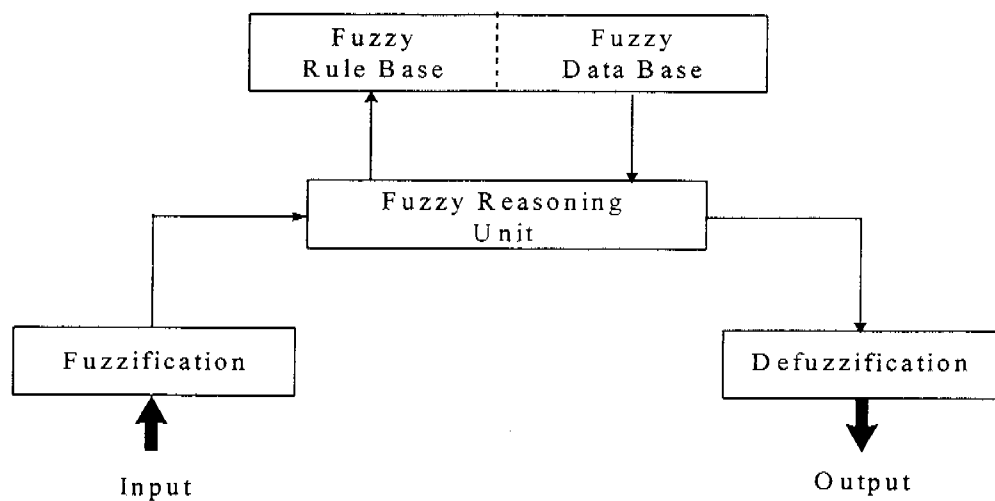 Fuzzy
Rule Base
Fuzzy
Data Base
Fuzzy Reasoning
Unit
Fuzzification
Defuzzification
Input
Output